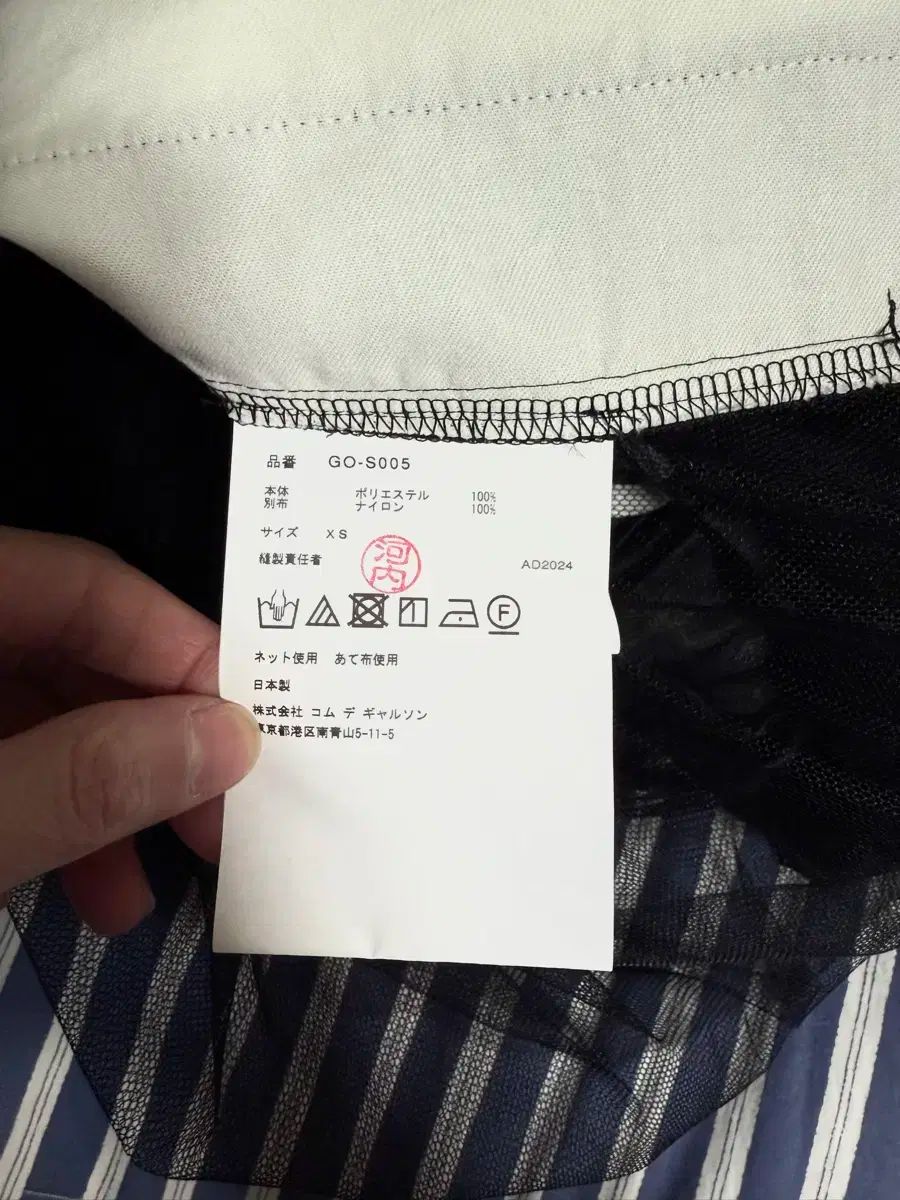 品番 GO-S005
本体 ポリエステル 100%
別布 ナイロン 100%
サイズ XS
縫製責任者 河内 AD2024
F
ネット使用 あて布使用
日本製
株式会社 コム デ ギャルソン
東京都港区南青山5-11-5